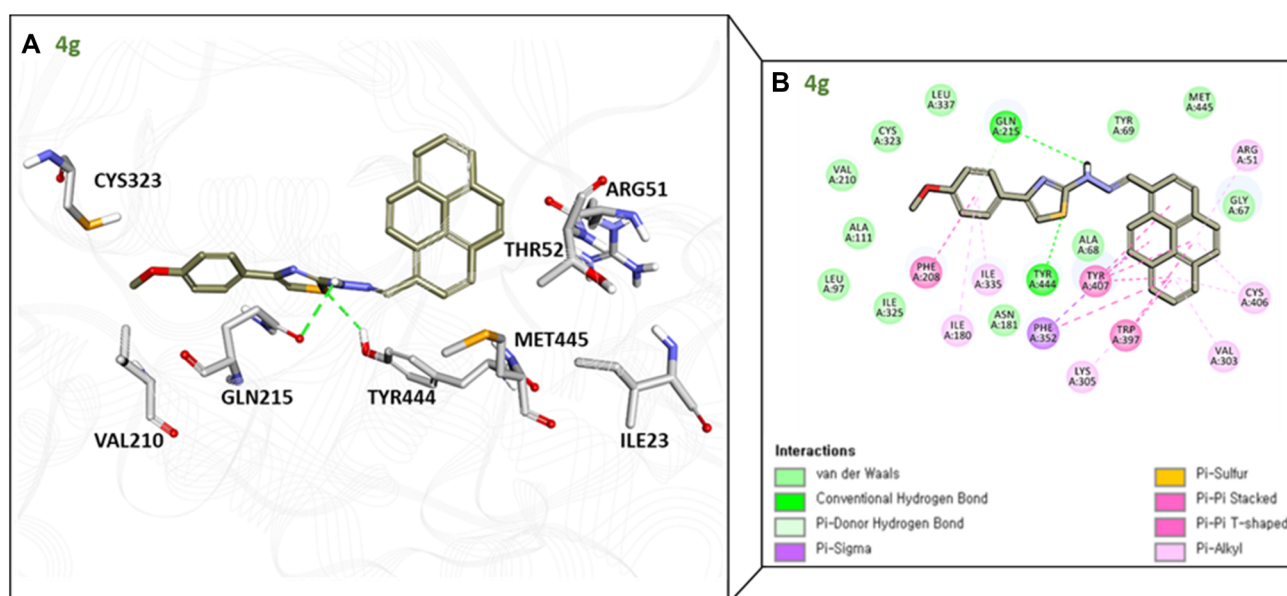 A 4g
CYS323
ARG51
THR52
MET445
GLN215
TYR444
VAL210
ILE23
B 4g
LEU
A:337
MET
A:445
GLN
A:215
TYR
A:69
CYS
A:323
ARG
A:51
VAL
A:210
GLY
A:67
ALA
A:111
ALA
A:68
PHE
A:208
ILE
A:335
TYR
A:444
TYR
A:407
LEU
A:97
CYS
A:406
ILE
A:325
ILE
A:180
ASN
A:181
PHE
A:352
TRP
A:397
VAL
A:303
LYS
A:305
Interactions
van der Waals
Conventional Hydrogen Bond
Pi-Donor Hydrogen Bond
Pi-Sigma
Pi-Sulfur
Pi-Pi Stacked
Pi-Pi T-shaped
Pi-Alkyl